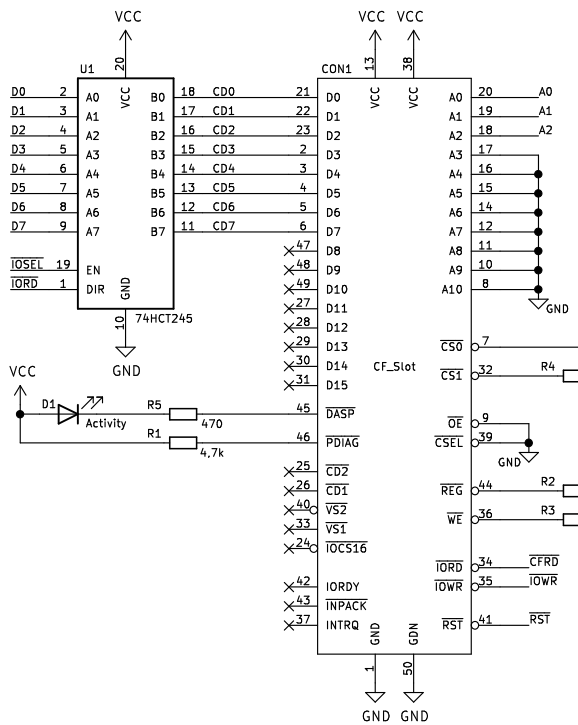 VCC VCC VCC
U1 20 CON1 13 38
VCC VCC VCC
D0 2 A0 B0 18 CD0 21 D0 A0 20 A0
D1 3 A1 B1 17 CD1 22 D1 A1 19 A1
D2 4 A2 B2 16 CD2 23 D2 A2 18 A2
D3 5 A3 B3 15 CD3 2 D3 A3 17
D4 6 A4 B4 14 CD4 3 D4 A4 16
D5 7 A5 B5 13 CD5 4 D5 A5 15
D6 8 A6 B6 12 CD6 5 D6 A6 14
D7 9 A7 B7 11 CD7 6 D7 A7 12
47 D8 A8 11
IOSEL 19 EN 48 D9 A9 10
IORD 1 DIR GND 49 D10 A10 8
27 D11 GND
10 74HCT245 28 D12
GND 29 D13 CS0 7
30 D14 CF_Slot
31 D15 CS1 32 R4
VCC
D1 Activity R5 470 45 DASP OE 9
R1 4,7k 46 PDIAG CSEL 39
GND
25 CD2
26 CD1 REG 44 R2
40 VS2
33 VS1 WE 36 R3
24 IOCS16
IORD 34 CFRD
42 IORDY IOWR 35 IOWR
43 INPACK
37 INTRQ RST 41 RST
GND GDN
1 50
GND GND